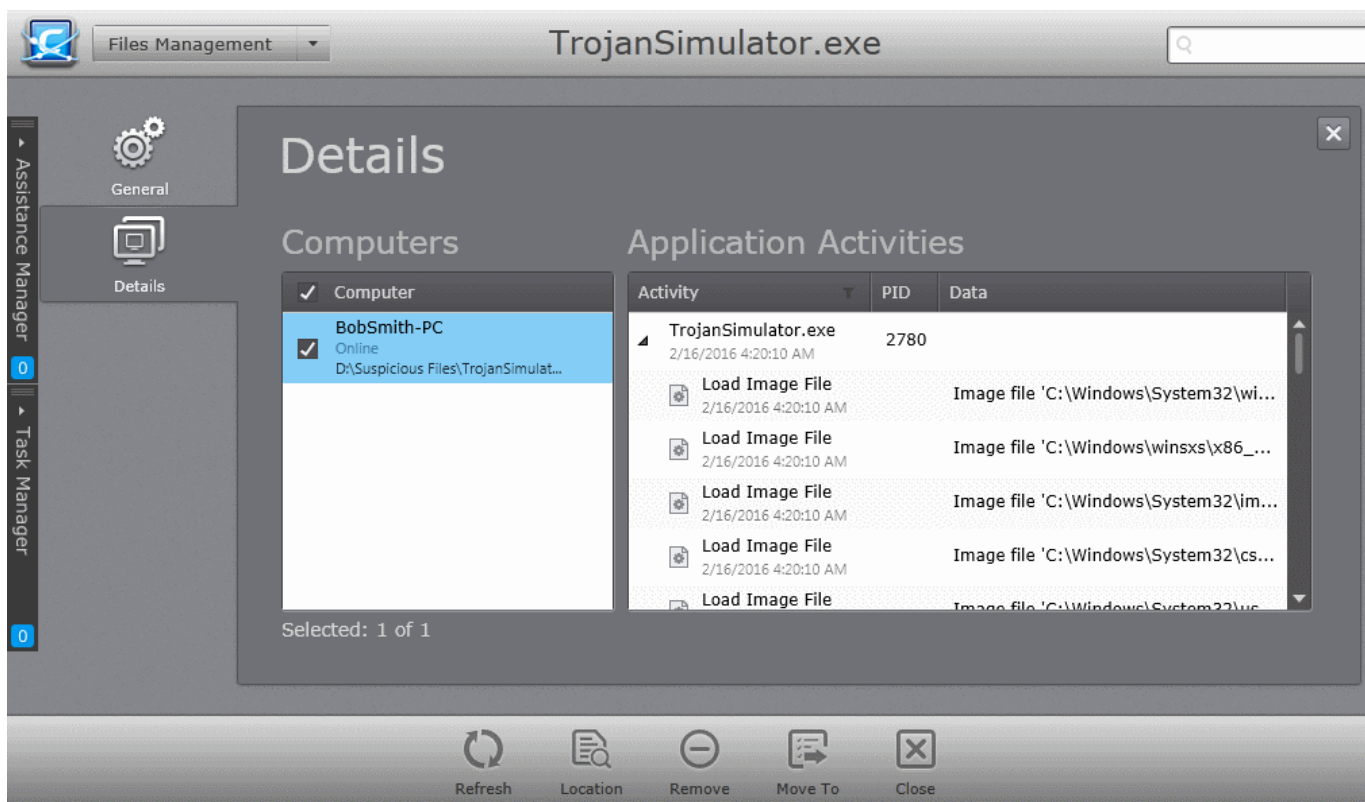 Files Management
TrojanSimulator.exe
Assistance Manager
0
Task Manager
0
General
Details
Details
Computers
Computer
BobSmith-PC
Online
D:\Suspicious Files\TrojanSimulat...
Selected: 1 of 1
Application Activities
Activity PID Data
TrojanSimulator.exe 2780
2/16/2016 4:20:10 AM
Load Image File Image file 'C:\Windows\System32\wi...
2/16/2016 4:20:10 AM
Load Image File Image file 'C:\Windows\winsxs\x86_...
2/16/2016 4:20:10 AM
Load Image File Image file 'C:\Windows\System32\im...
2/16/2016 4:20:10 AM
Load Image File Image file 'C:\Windows\System32\cs...
2/16/2016 4:20:10 AM
Load Image File Image file 'C:\Windows\System32\us...
Refresh Location Remove Move To Close